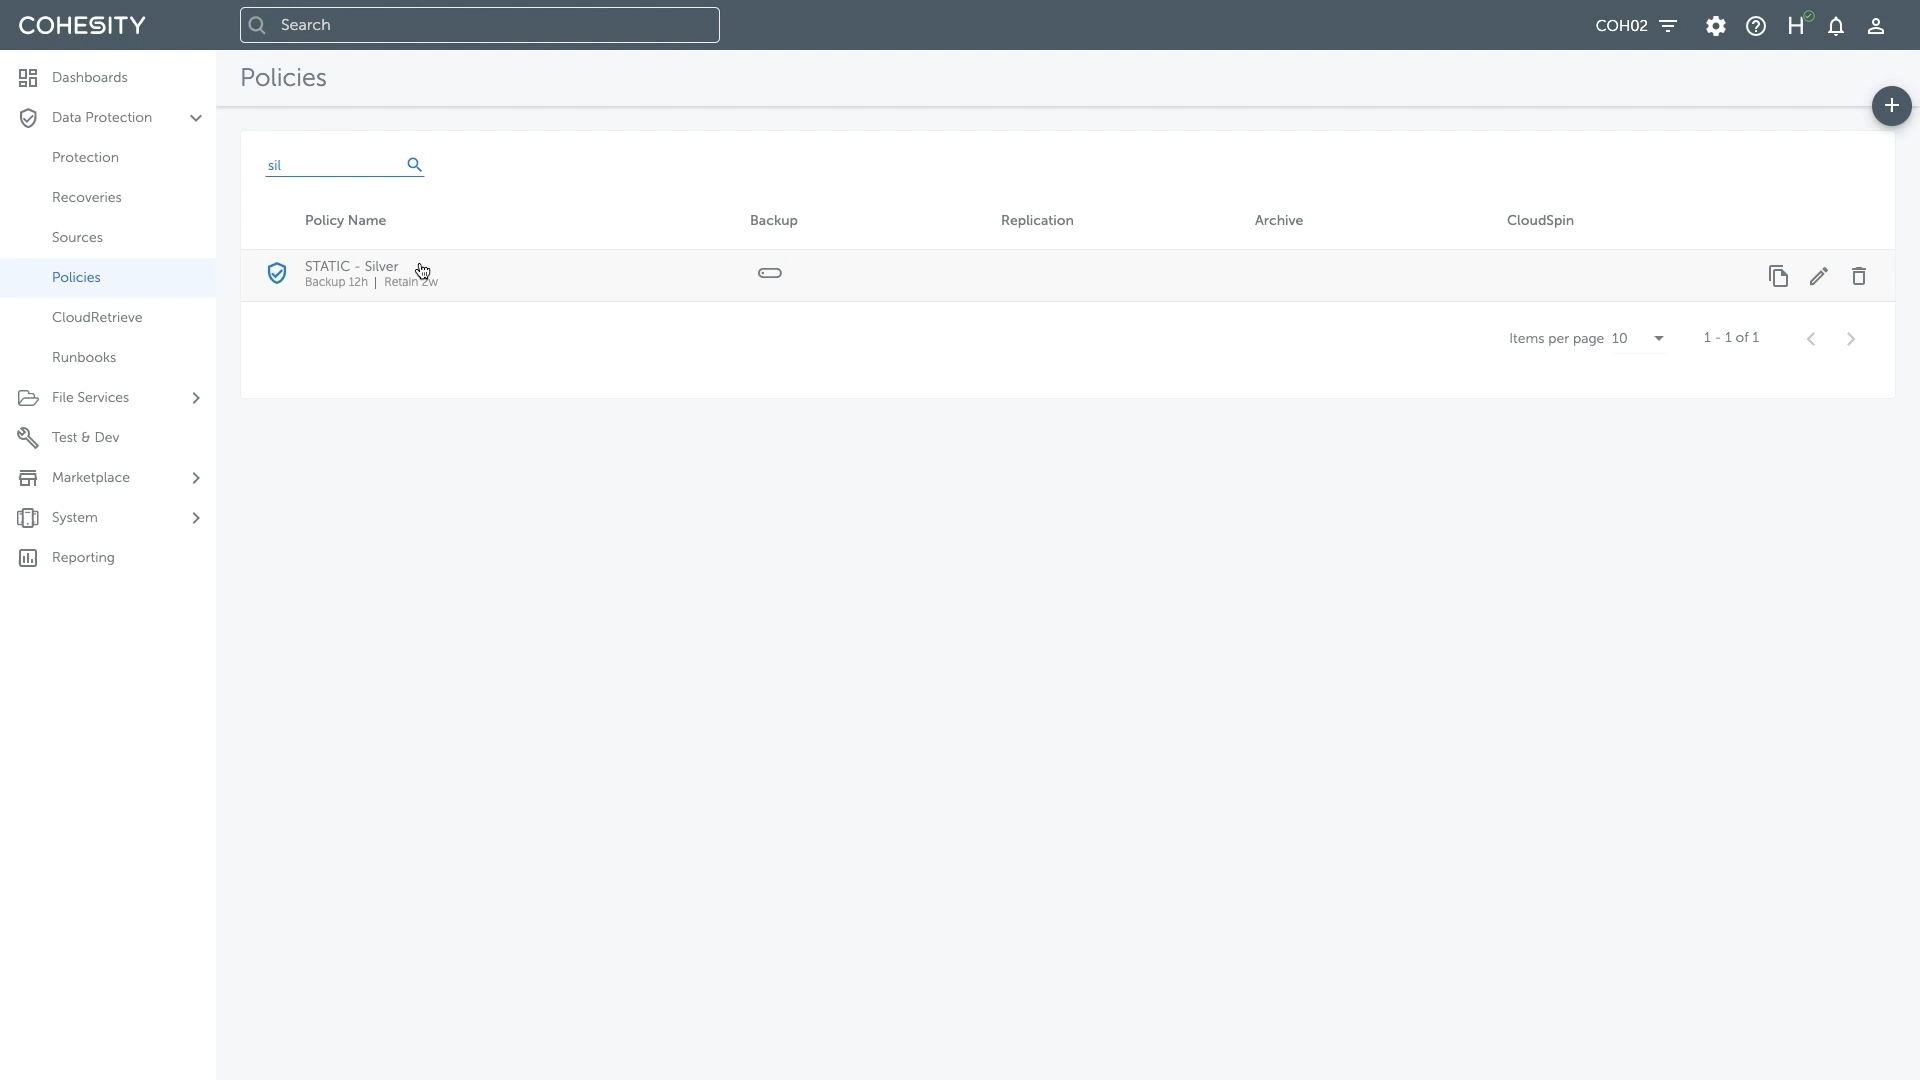 COHESITY
Search
COH02
H
Dashboards
Data Protection
Protection
Recoveries
Sources
Policies
CloudRetrieve
Runbooks
File Services
Test & Dev
Marketplace
System
Reporting
Policies
sil
Policy Name Backup Replication Archive CloudSpin
STATIC - Silver
Backup 12h | Retain 2w
Items per page 10 1 - 1 of 1